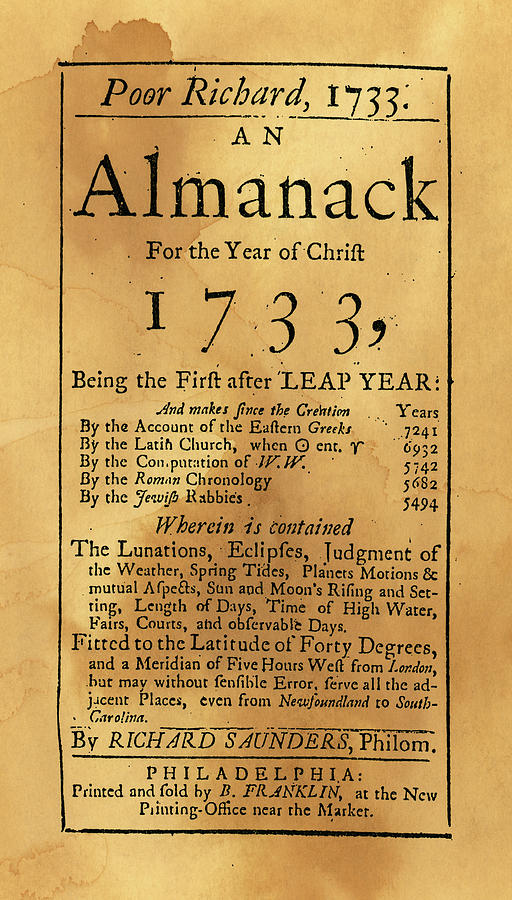 Poor Richard, 1733.
AN
Almanack
For the Year of Chriſt
1733,
Being the Firſt after LEAP YEAR:
And makes ſince the Creation Years
By the Account of the Eaſtern Greeks 7241
By the Latin Church, when ☉ ent. ♈ 6932
By the Computation of W.W. 5742
By the Roman Chronology 5682
By the Jewiſh Rabbies. 5494
Wherein is contained
The Lunations, Eclipſes, Judgment of
the Weather, Spring Tides, Planets Motions &
mutual Aſpects, Sun and Moon's Riſing and Set-
ting, Length of Days, Time of High Water,
Fairs, Courts, and obſervable Days.
Fitted to the Latitude of Forty Degrees,
and a Meridian of Five Hours Weſt from London,
but may without ſenſible Error, ſerve all the ad-
jacent Places, even from Newfoundland to South-
Carolina.
By RICHARD SAUNDERS, Philom.
PHILADELPHIA:
Printed and ſold by B. FRANKLIN, at the New
Printing-Office near the Market.